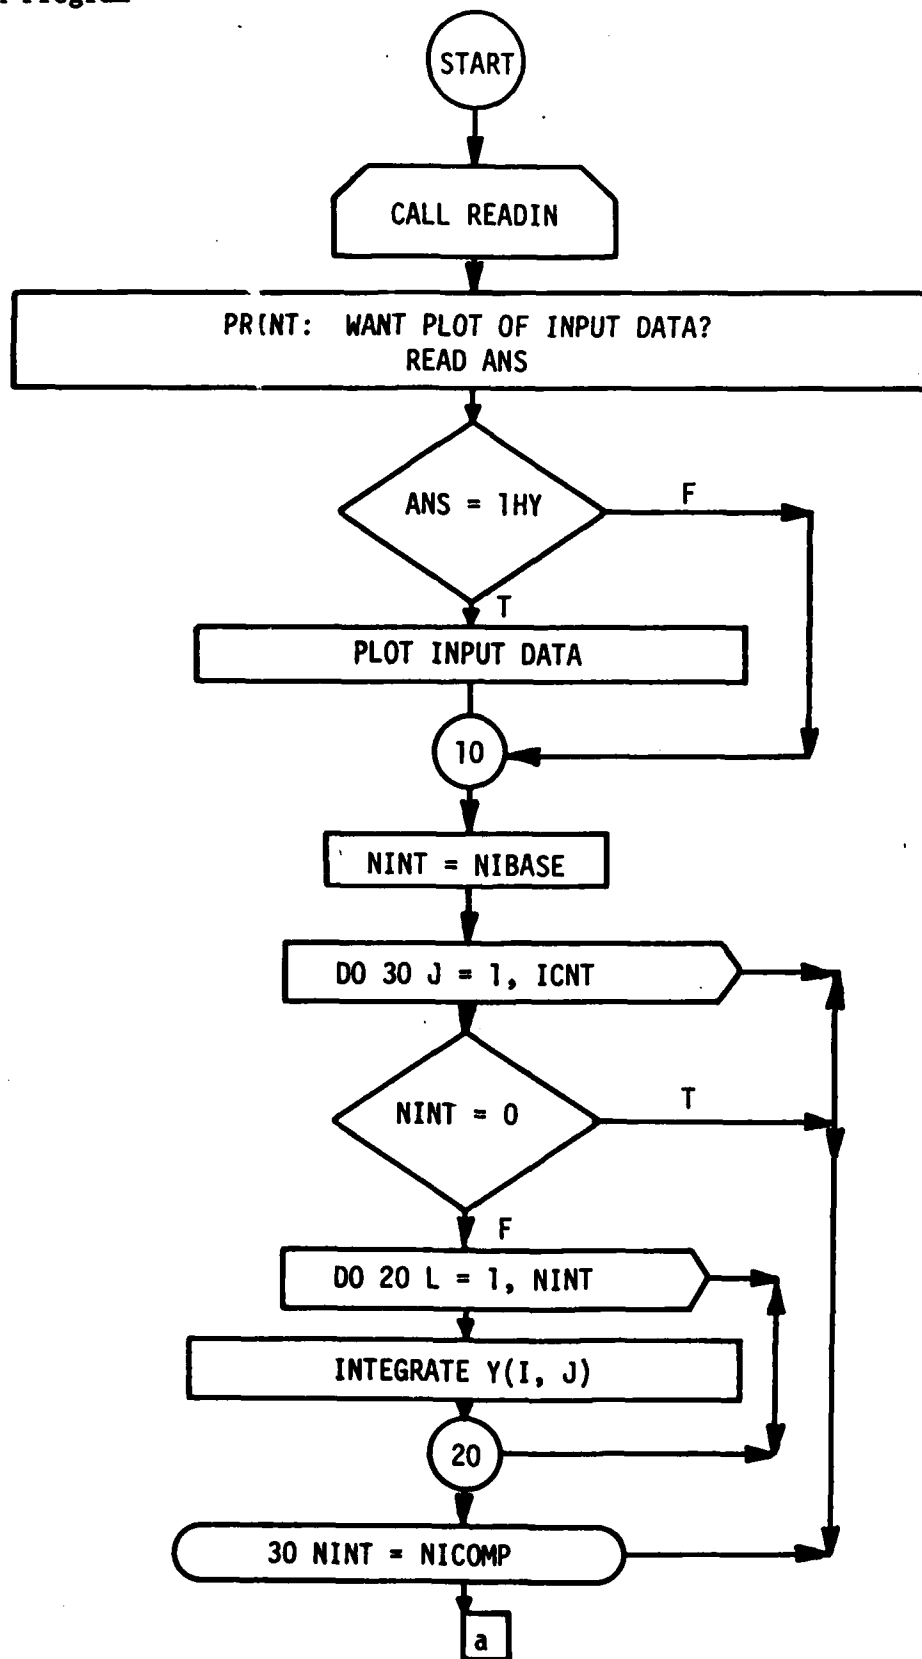 Program
START
CALL READIN
PRINT: WANT PLOT OF INPUT DATA?
READ ANS
ANS = 1HY
F
T
PLOT INPUT DATA
10
NINT = NIBASE
DO 30 J = 1, ICNT
NINT = 0
T
F
DO 20 L = 1, NINT
INTEGRATE Y(I, J)
20
30 NINT = NICOMP
a